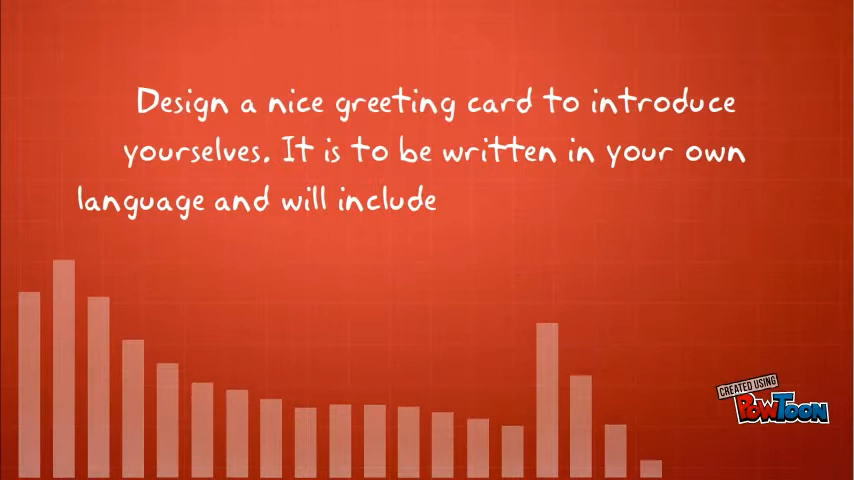 Design a nice greeting card to introduce
yourselves. It is to be written in your own
language and will include
CREATED USING
POWTOON